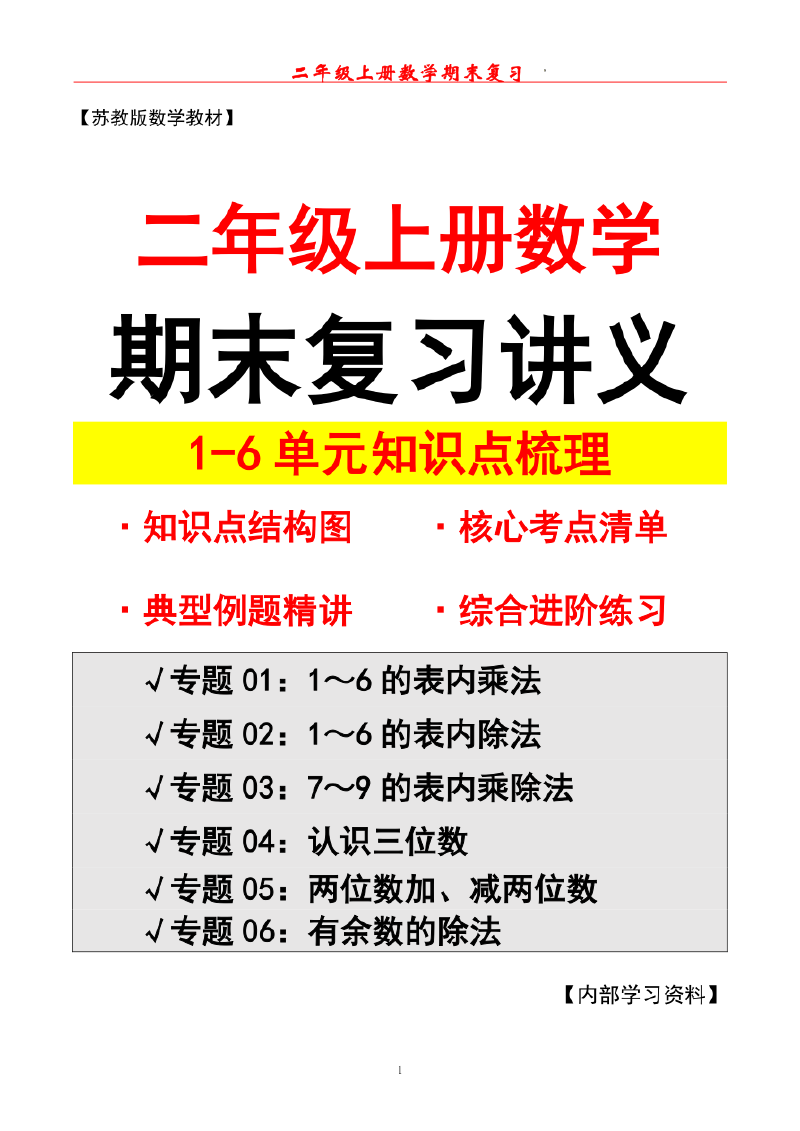 二年级上册数学期末复习
【苏教版数学教材】
二年级上册数学
期末复习讲义
1-6 单元知识点梳理
·知识点结构图 ·核心考点清单
·典型例题精讲 ·综合进阶练习
√专题 01：1～6 的表内乘法
√专题 02：1～6 的表内除法
√专题 03：7～9 的表内乘除法
√专题 04：认识三位数
√专题 05：两位数加、减两位数
√专题 06：有余数的除法
【内部学习资料】
1